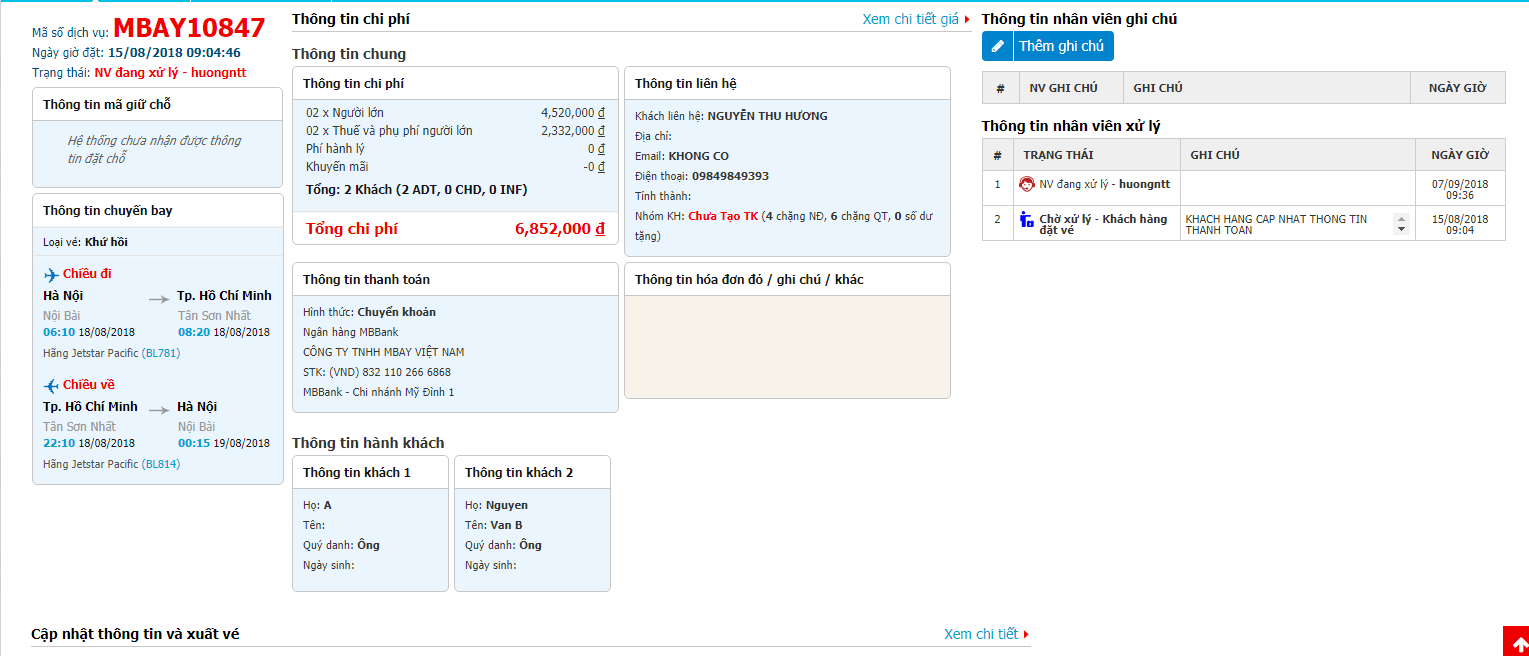 Mã số dịch vụ: MBAY10847
Ngày giờ đặt: 15/08/2018 09:04:46
Trạng thái: NV đang xử lý - huongntt
Thông tin mã giữ chỗ
Hệ thống chưa nhận được thông
tin đặt chỗ
Thông tin chuyến bay
Loại vé: Khứ hồi
Chiều đi
Hà Nội Tp. Hồ Chí Minh
Nội Bài Tân Sơn Nhất
06:10 18/08/2018 08:20 18/08/2018
Hãng Jetstar Pacific (BL781)
Chiều về
Tp. Hồ Chí Minh Hà Nội
Tân Sơn Nhất Nội Bài
22:10 18/08/2018 00:15 19/08/2018
Hãng Jetstar Pacific (BL814)
Thông tin chi phí Xem chi tiết giá
Thông tin chung
Thông tin chi phí
02 x Người lớn 4,520,000 đ
02 x Thuế và phụ phí người lớn 2,332,000 đ
Phí hành lý 0 đ
Khuyến mãi -0 đ
Tổng: 2 Khách (2 ADT, 0 CHD, 0 INF)
Tổng chi phí 6,852,000 đ
Thông tin liên hệ
Khách liên hệ: NGUYỄN THU HƯƠNG
Địa chỉ:
Email: KHONG CO
Điện thoại: 09849849393
Tỉnh thành:
Nhóm KH: Chưa Tạo TK (4 chặng NĐ, 6 chặng QT, 0 số dư
tặng)
Thông tin thanh toán
Hình thức: Chuyển khoản
Ngân hàng MBBank
CÔNG TY TNHH MBAY VIỆT NAM
STK: (VND) 832 110 266 6868
MBBank - Chi nhánh Mỹ Đình 1
Thông tin hóa đơn đỏ / ghi chú / khác
Thông tin hành khách
Thông tin khách 1
Họ: A
Tên:
Quý danh: Ông
Ngày sinh:
Thông tin khách 2
Họ: Nguyen
Tên: Van B
Quý danh: Ông
Ngày sinh:
Thông tin nhân viên ghi chú
Thêm ghi chú
# NV GHI CHÚ GHI CHÚ NGÀY GIỜ
Thông tin nhân viên xử lý
# TRẠNG THÁI GHI CHÚ NGÀY GIỜ
1 NV đang xử lý - huongntt 07/09/2018
09:36
2 Chờ xử lý - Khách hàng
đặt vé KHACH HANG CAP NHAT THONG TIN
THANH TOAN 15/08/2018
09:04
Cập nhật thông tin và xuất vé Xem chi tiết